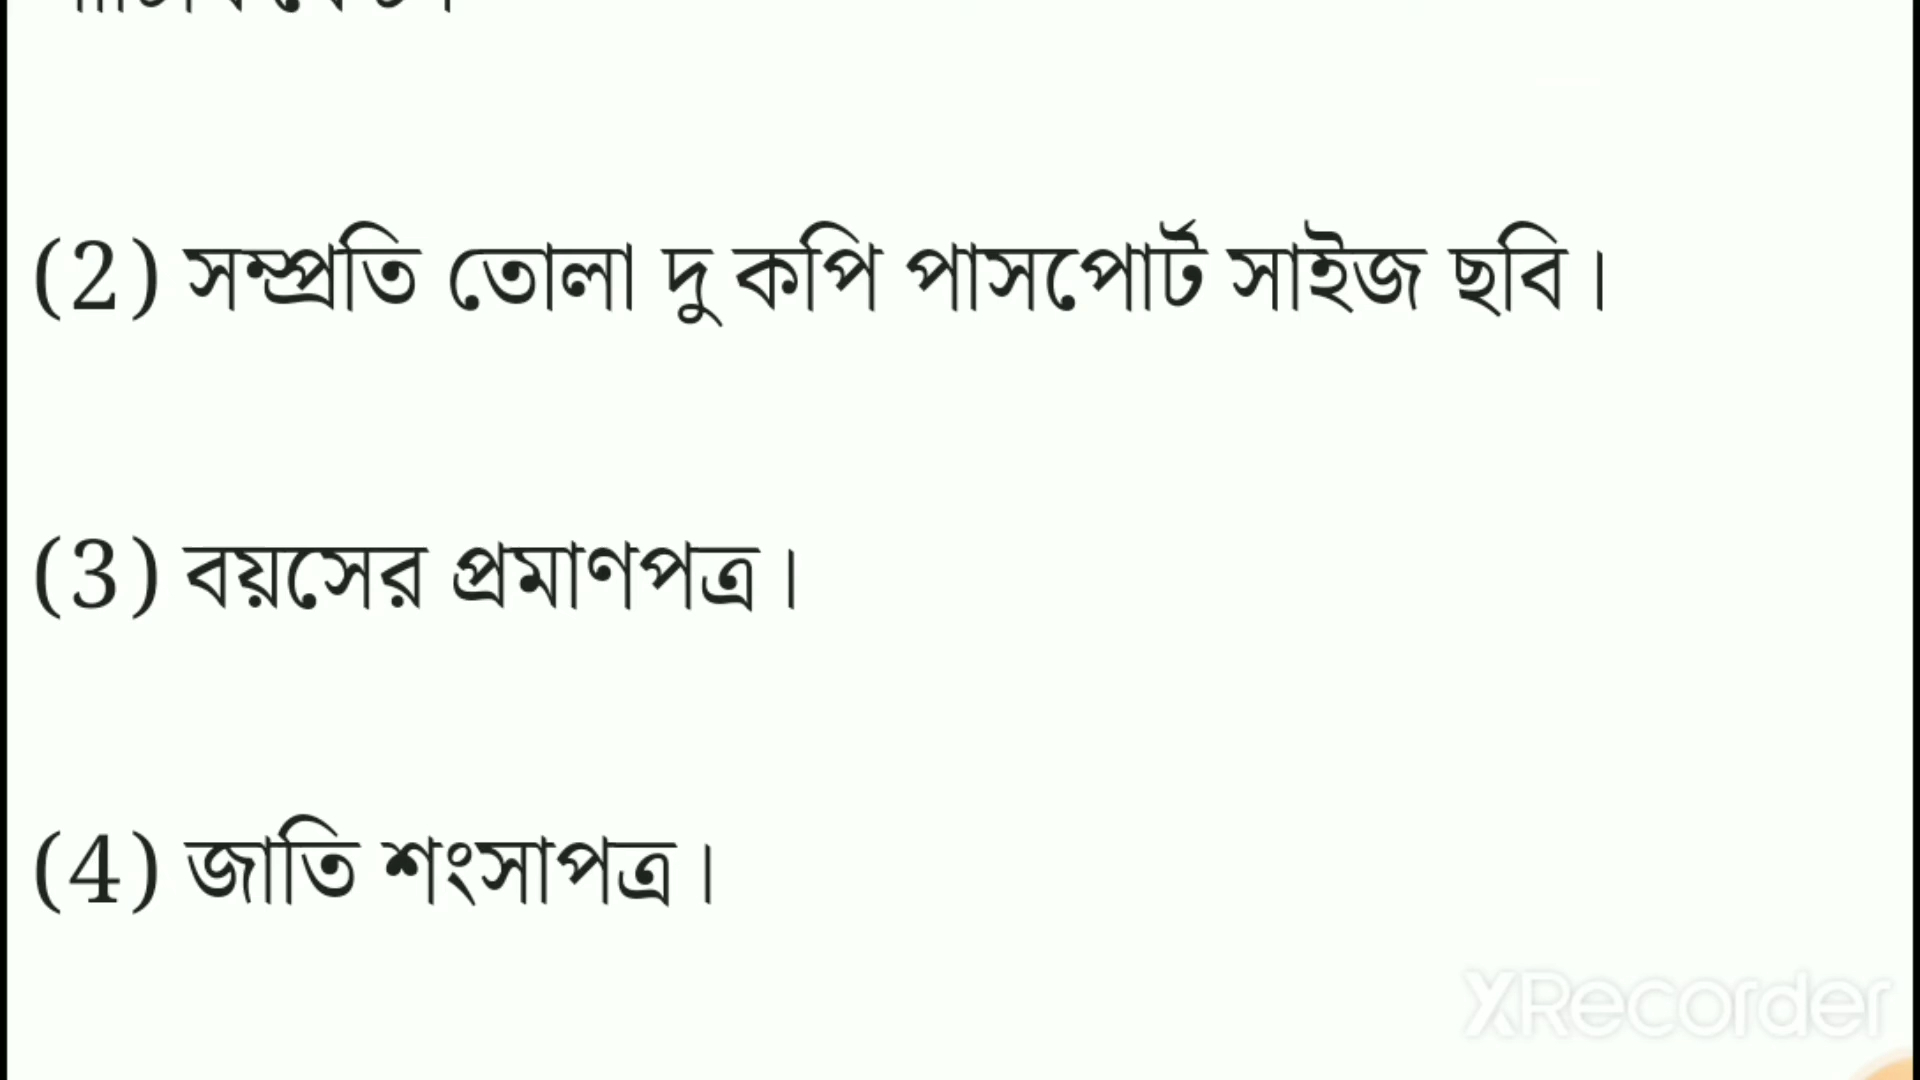 (2) সম্প্রতি তোলা দু কপি পাসপোর্ট সাইজ ছবি।
(3) বয়সের প্রমাণপত্র।
(4) জাতি শংসাপত্র।
XRecorder